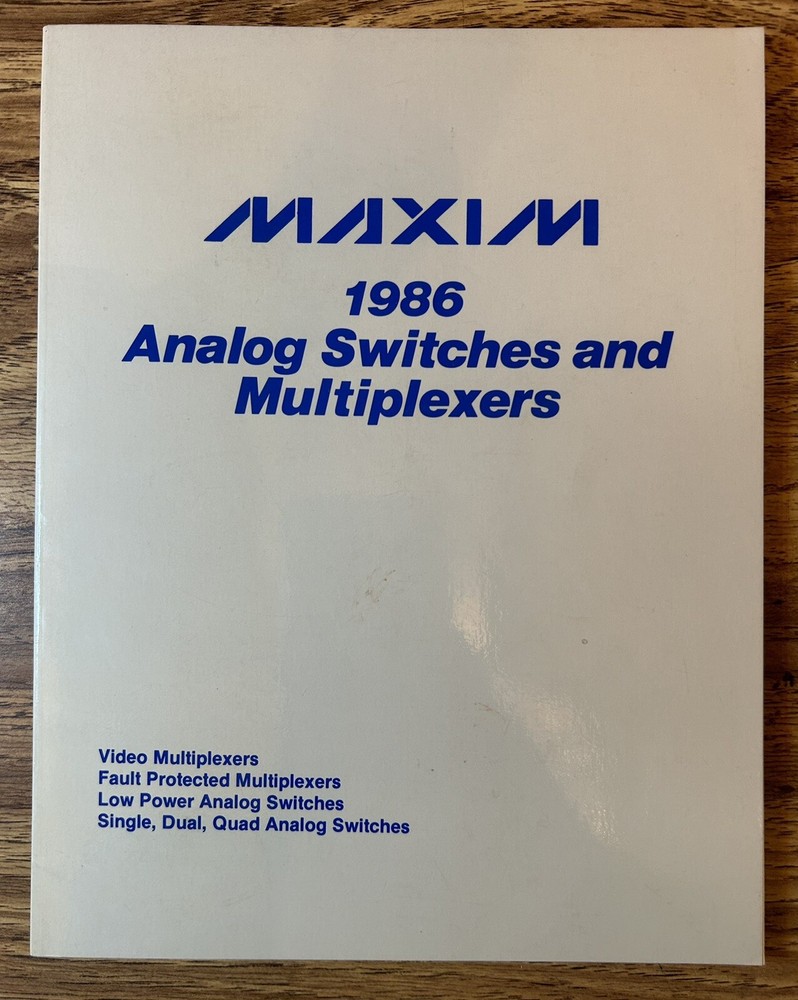 MAXIM
1986
Analog Switches and
Multiplexers
Video Multiplexers
Fault Protected Multiplexers
Low Power Analog Switches
Single, Dual, Quad Analog Switches